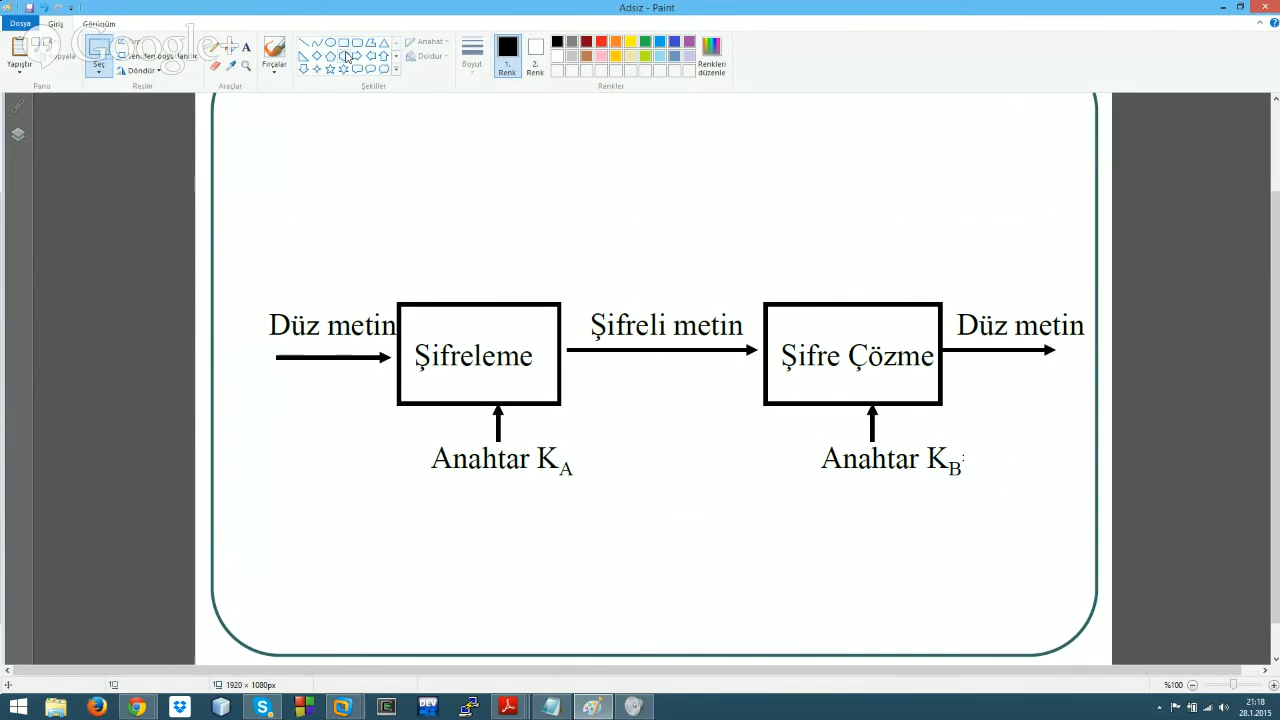 Adsız - Paint
Dosya Giriş Görünüm
Google+
Yapıştır
Seç
Döndür
Fırçalar
Anahat
Doldur
Boyut
1. Renk
2. Renk
Renkleri düzenle
Pano Resim Araçlar Şekiller Renkler
Düz metin
Şifreleme
Şifreli metin
Şifre Çözme
Düz metin
Anahtar KA
Anahtar KB
1920 × 1080px
%100
DEV
21:18
28.1.2015